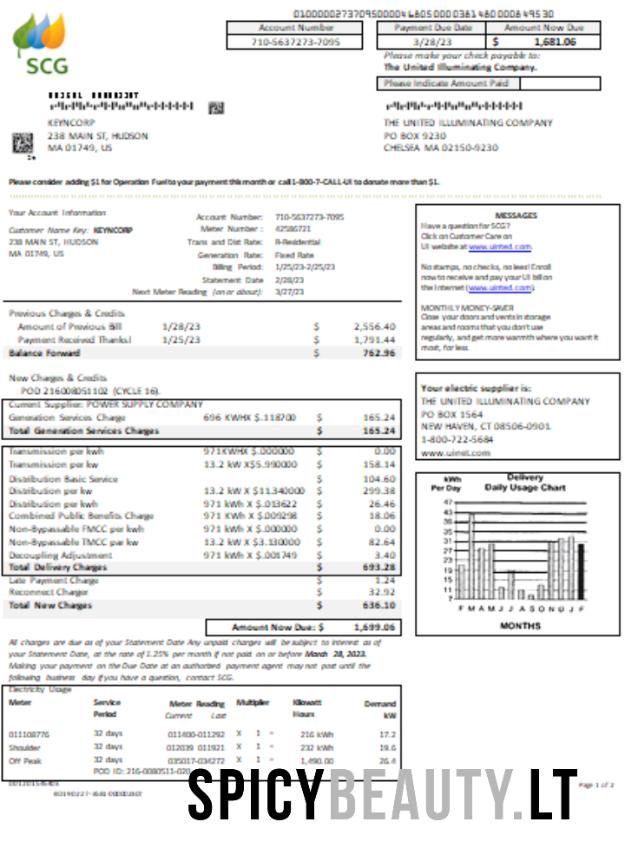 Account Number
Payment Due Date
Amount Now Due
710-5637273-7095
3/28/23
$ 1,681.06
SCG
Please make your check payable to:
The United Illuminating Company.
Please Indicate Amount Paid
KEYNCORP
238 MAIN ST, HUDSON
MA 01749, US
THE UNITED ILLUMINATING COMPANY
PO BOX 9230
CHELSEA MA 02150-9230
Please consider adding $1 for Operation Fuel to your payment this month or call 1-800-7-CALL-UI to donate more than $1.
Your Account Information
Customer Name Key: KEYNCORP
238 MAIN ST, HUDSON
MA 01749, US
Account Number: 710-5637273-7095
Meter Number: 42586721
Trans and Dist Rate: R-Residential
Generation Rate: Fixed Rate
Billing Period: 1/25/23-2/25/23
Statement Date 2/28/23
Next Meter Reading (on or about): 3/27/23
MESSAGES
Have a question for SCG?
Click on Customer Care on
UI website at www.uinted.com.
No stamps, no checks, no lees! Enroll
now to receive and pay your UI bill on
the Internet (www.uinted.com).
MONTHLY MONEY-SAVER
Close your doors and vents in storage
areas and rooms that you don't use
regularly, and get more warmth where you want it
most, for less.
Previous Charges & Credits
Amount of Previous Bill 1/28/23 $ 2,556.40
Payment Received Thanks! 1/25/23 $ 1,791.44
Balance Forward $ 762.96
New Charges & Credits
POD 216008051102 (CYCLE 16).
Current Supplier: POWER SUPPLY COMPANY
Generation Services Charge 696 KWHX $.118700 $ 165.24
Total Generation Services Charges $ 165.24
Your electric supplier is:
THE UNITED ILLUMINATING COMPANY
PO BOX 1564
NEW HAVEN, CT 08506-0901
1-800-722-5684
www.uinet.com
Transmission per kwh 971KWHX $.000000 $ 0.00
Transmission per kw 13.2 kW X$5.990000 $ 158.14
Distribution Basic Service $ 104.60
Distribution per kw 13.2 kW X $11.340000 $ 299.38
Distribution per kwh 971 kWh X $.013622 $ 26.46
Combined Public Benefits Charge 971 KWh X $.009298 $ 18.06
Non-Bypassable FMCC per kwh 971 kWh X $.000000 $ 0.00
Non-Bypassable TMCC par kw 13.2 kW X $3.130000 $ 82.64
Decoupling Adjustment 971 kWh X $.001749 $ 3.40
Total Delivery Charges $ 693.28
Late Payment Charge $ 1.24
Reconnect Charger $ 32.92
Total New Charges $ 636.10
Amount Now Due: $ 1,699.06
kWh
Per Day
Delivery
Daily Usage Chart
47
43
39
35
31
27
23
19
15
11
7
F M A M J J A S O N D J F
MONTHS
All charges are due as of your Statement Date Any unpaid charges will be subject to interest as of
your Statement Date, at the rate of 1.25% per month if not paid on or before March 28, 2023.
Making your payment on the Due Date at an authorized payment agent may not post until the
following business day if you have a question, contact SCG.
Electricity Usage
Meter Service Meter Reading Multiplier Kilowatt Demand
Period Current Last Hours kW
011108776 32 days 011400-011292 X 1 = 216 kWh 17.2
Shoulder 32 days 012039 011921 X 1 = 232 kWh 19.6
Off Peak 32 days 035017-034272 X 1 = 1,490.00 26.4
POD ID: 216-0080511-020
Page 1 of 2
SPICYBEAUTY.LT